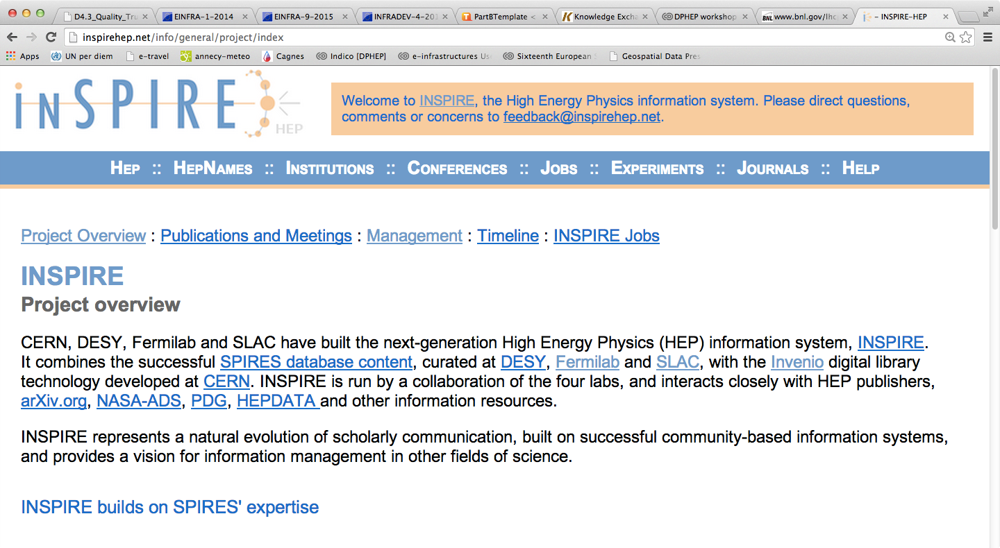 D4.3_Quality_Tru EINFRA-1-2014 EINFRA-9-2015 INFRADEV-4-201 PartBTemplate < Knowledge Excha DPHEP workshop BNL www.bnl.gov/lhc – INSPIRE-HEP
inspirehep.net/info/general/project/index
Apps UN per diem e-travel annecy-meteo Cagnes Indico [DPHEP] e-infrastructures Us Sixteenth European Geospatial Data Pres
inSPIRE HEP
Welcome to INSPIRE, the High Energy Physics information system. Please direct questions,
comments or concerns to feedback@inspirehep.net.
HEP :: HEPNAMES :: INSTITUTIONS :: CONFERENCES :: JOBS :: EXPERIMENTS :: JOURNALS :: HELP
Project Overview : Publications and Meetings : Management : Timeline : INSPIRE Jobs
INSPIRE
Project overview
CERN, DESY, Fermilab and SLAC have built the next-generation High Energy Physics (HEP) information system, INSPIRE.
It combines the successful SPIRES database content, curated at DESY, Fermilab and SLAC, with the Invenio digital library
technology developed at CERN. INSPIRE is run by a collaboration of the four labs, and interacts closely with HEP publishers,
arXiv.org, NASA-ADS, PDG, HEPDATA and other information resources.
INSPIRE represents a natural evolution of scholarly communication, built on successful community-based information systems,
and provides a vision for information management in other fields of science.
INSPIRE builds on SPIRES' expertise